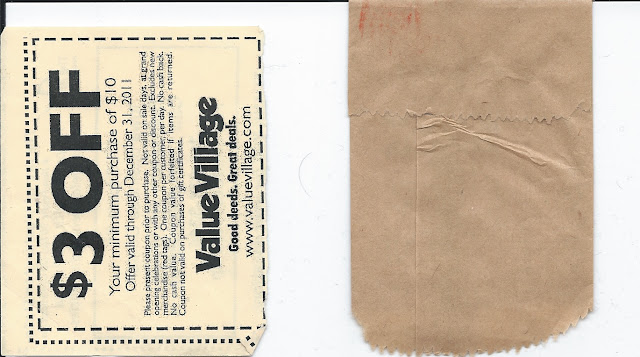 $3 OFF
Your minimum purchase of $10
Offer valid through December 31, 2011
Please present coupon prior to purchase. Not valid on sale days, at grand
opening celebrations or with any other coupon or discount. Excludes new
merchandise (red tags). One coupon per customer, per day. No cash back.
No cash value. Coupon value forfeited if items are returned.
Coupon not valid on purchases of gift certificates.
Value Village
Good deeds. Great deals.
www.valuevillage.com